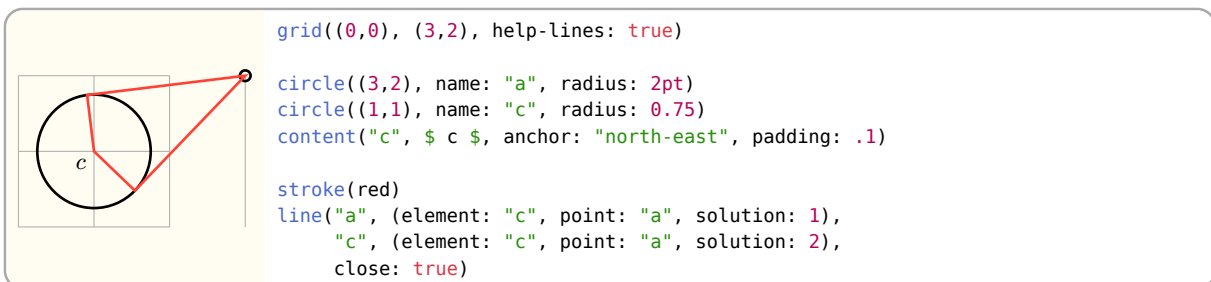 grid((0,0), (3,2), help-lines: true)
circle((3,2), name: "a", radius: 2pt)
circle((1,1), name: "c", radius: 0.75)
content("c", $ c $, anchor: "north-east", padding: .1)
c
stroke(red)
line("a", (element: "c", point: "a", solution: 1),
"c", (element: "c", point: "a", solution: 2),
close: true)